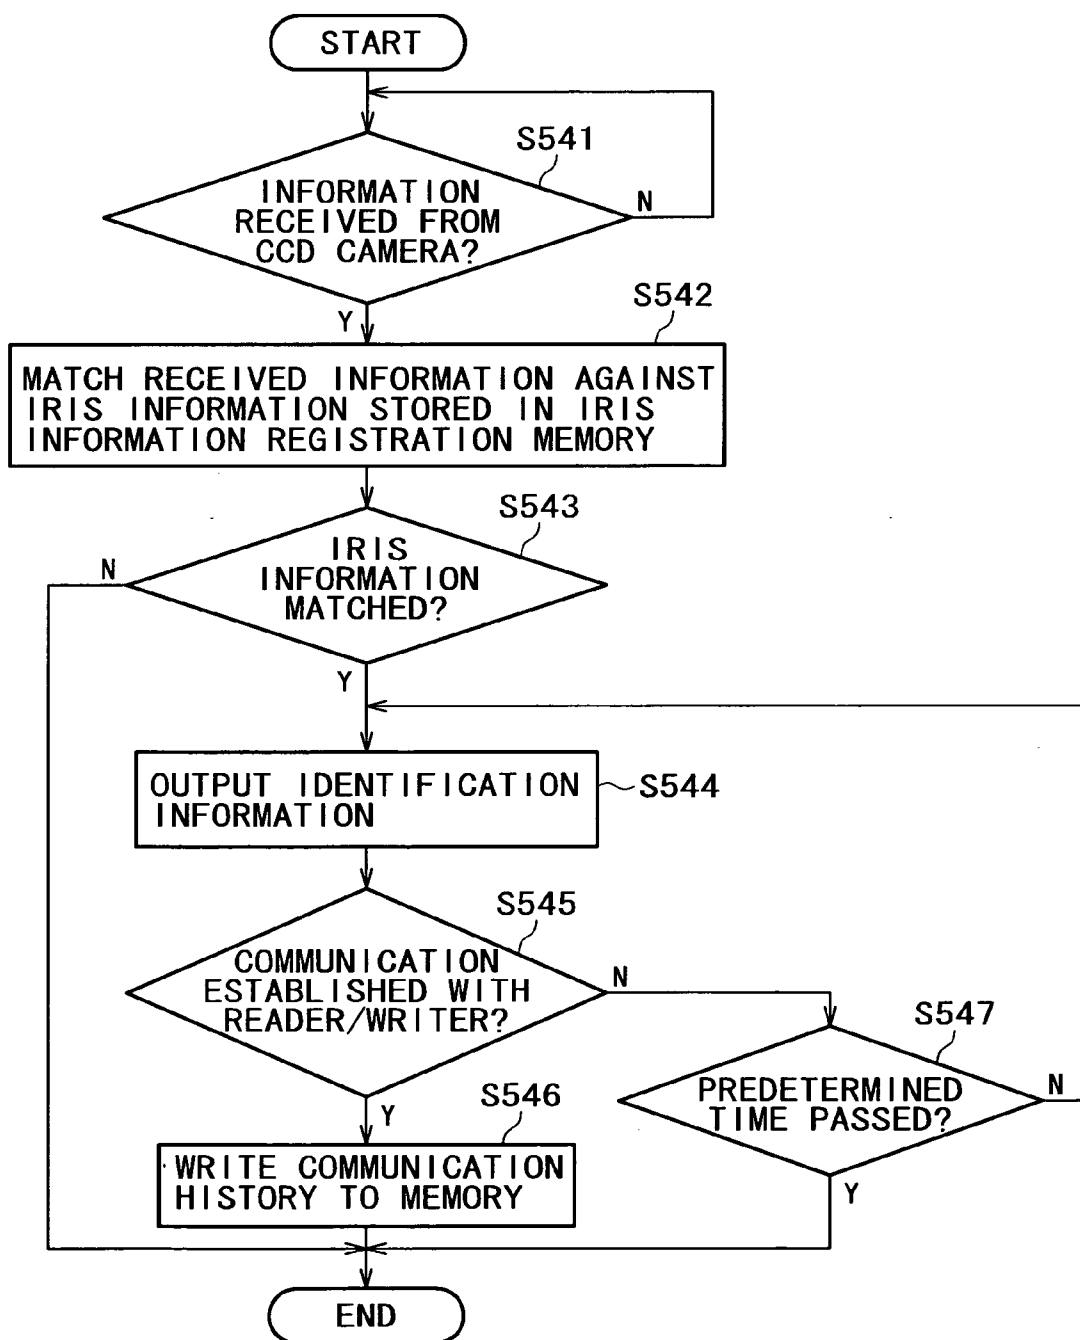 START
S541
INFORMATION
RECEIVED FROM
CCD CAMERA?
N
Y
S542
MATCH RECEIVED INFORMATION AGAINST
IRIS INFORMATION STORED IN IRIS
INFORMATION REGISTRATION MEMORY
S543
IRIS
INFORMATION
MATCHED?
N
Y
OUTPUT IDENTIFICATION
INFORMATION
S544
S545
COMMUNICATION
ESTABLISHED WITH
READER/WRITER?
N
Y
S547
PREDETERMINED
TIME PASSED?
N
Y
S546
WRITE COMMUNICATION
HISTORY TO MEMORY
END